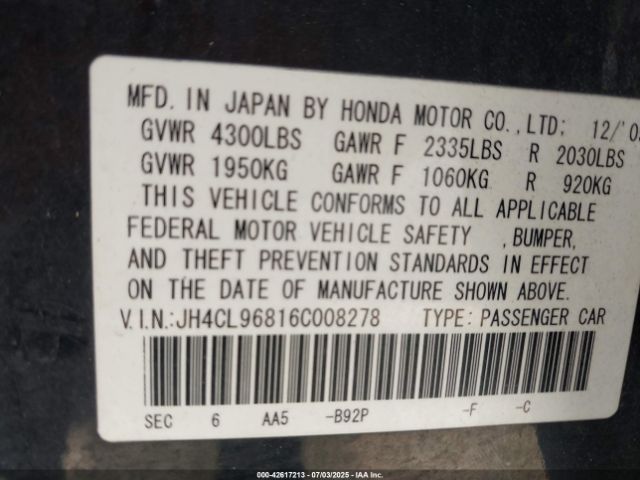 MFD. IN JAPAN BY HONDA MOTOR CO., LTD; 12/'0
GVWR 4300LBS GAWR F 2335LBS R 2030LBS
GVWR 1950KG GAWR F 1060KG R 920KG
THIS VEHICLE CONFORMS TO ALL APPLICABLE
FEDERAL MOTOR VEHICLE SAFETY , BUMPER,
AND THEFT PREVENTION STANDARDS IN EFFECT
ON THE DATE OF MANUFACTURE SHOWN ABOVE.
V.I.N.:JH4CL96816C008278 TYPE: PASSENGER CAR
SEC 6 AA5 -B92P -F -C
000-42617213 - 07/03/2025 - IAA Inc.